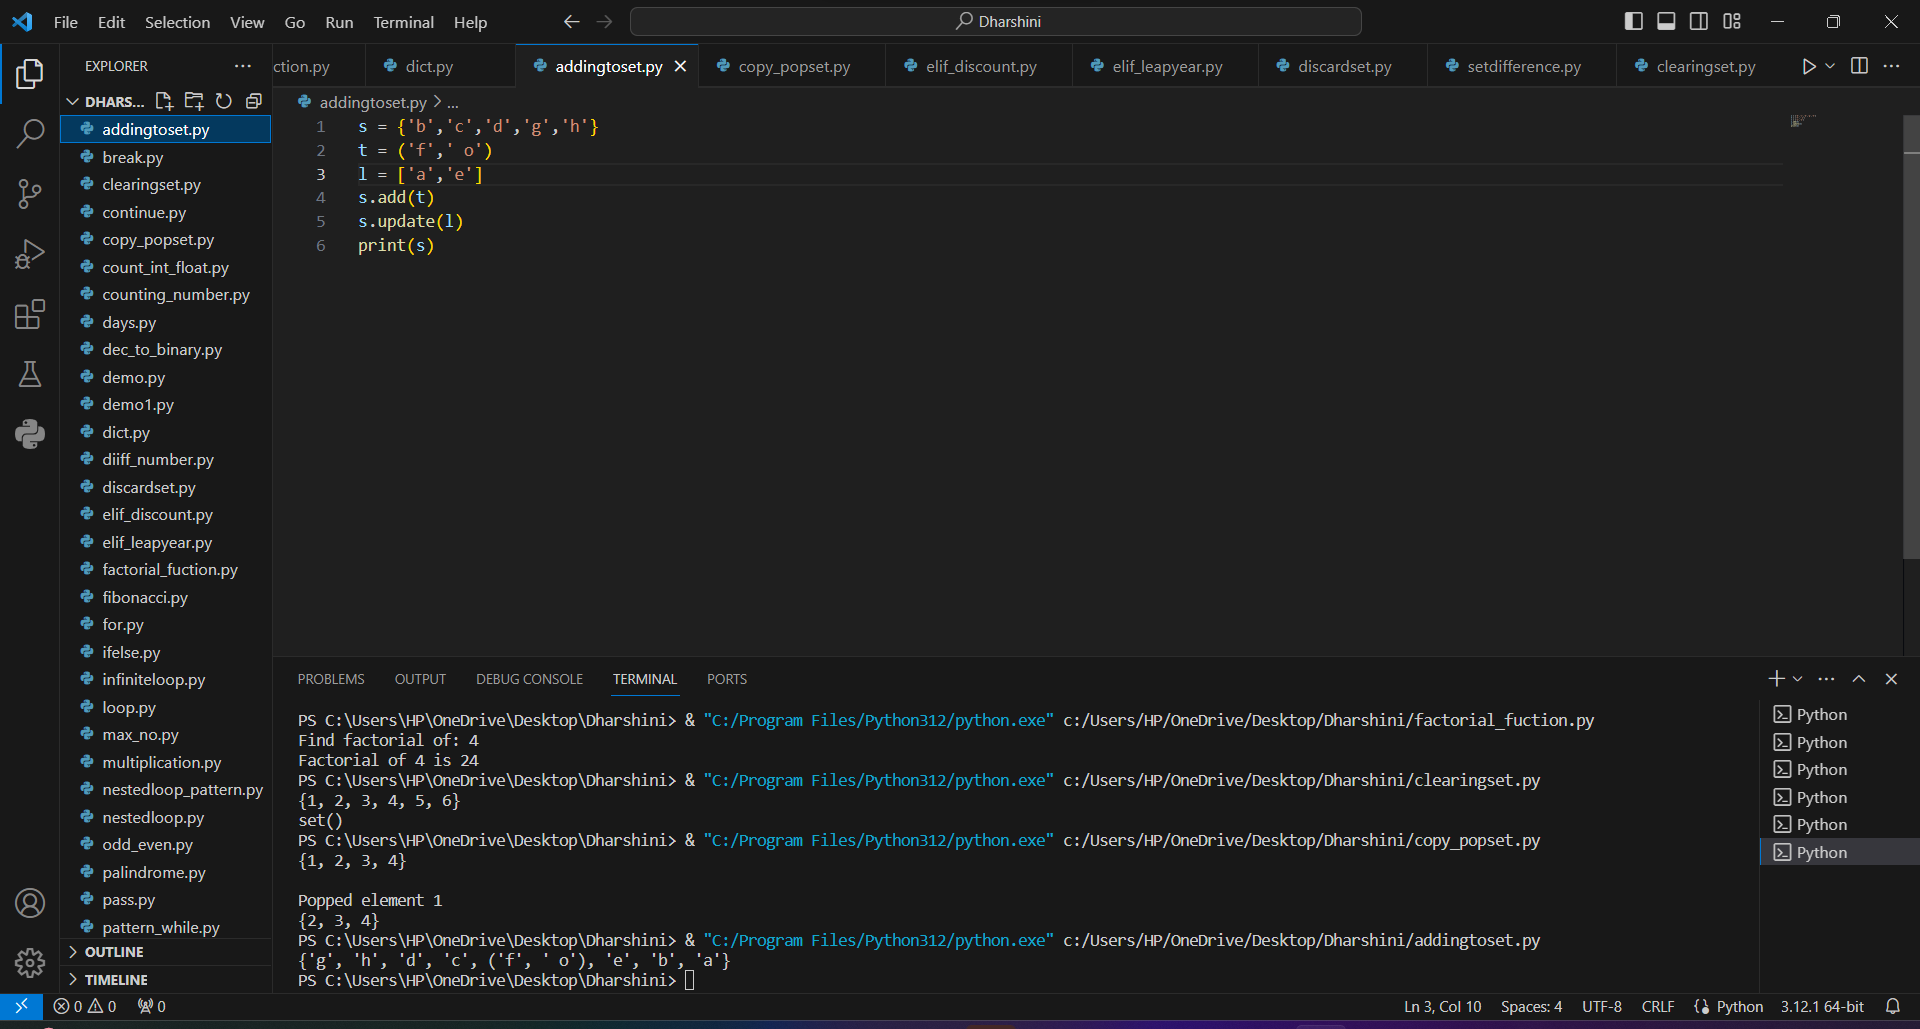 File Edit Selection View Go Run Terminal Help
Dharshini
EXPLORER
ction.py
dict.py
addingtoset.py
copy_popset.py
elif_discount.py
elif_leapyear.py
discardset.py
setdifference.py
clearingset.py
DHARS...
addingtoset.py
break.py
clearingset.py
continue.py
copy_popset.py
count_int_float.py
counting_number.py
days.py
dec_to_binary.py
demo.py
demo1.py
dict.py
diiff_number.py
discardset.py
elif_discount.py
elif_leapyear.py
factorial_fuction.py
fibonacci.py
for.py
ifelse.py
infiniteloop.py
loop.py
max_no.py
multiplication.py
nestedloop_pattern.py
nestedloop.py
odd_even.py
palindrome.py
pass.py
pattern_while.py
OUTLINE
TIMELINE
addingtoset.py > ...
1 s = {'b','c','d','g','h'}
2 t = ('f',' o')
3 l = ['a','e']
4 s.add(t)
5 s.update(l)
6 print(s)
PROBLEMS OUTPUT DEBUG CONSOLE TERMINAL PORTS
PS C:\Users\HP\OneDrive\Desktop\Dharshini> & "C:/Program Files/Python312/python.exe" c:/Users/HP/OneDrive/Desktop/Dharshini/factorial_fuction.py
Find factorial of: 4
Factorial of 4 is 24
PS C:\Users\HP\OneDrive\Desktop\Dharshini> & "C:/Program Files/Python312/python.exe" c:/Users/HP/OneDrive/Desktop/Dharshini/clearingset.py
{1, 2, 3, 4, 5, 6}
set()
PS C:\Users\HP\OneDrive\Desktop\Dharshini> & "C:/Program Files/Python312/python.exe" c:/Users/HP/OneDrive/Desktop/Dharshini/copy_popset.py
{1, 2, 3, 4}
Popped element 1
{2, 3, 4}
PS C:\Users\HP\OneDrive\Desktop\Dharshini> & "C:/Program Files/Python312/python.exe" c:/Users/HP/OneDrive/Desktop/Dharshini/addingtoset.py
{'g', 'h', 'd', 'c', ('f', ' o'), 'e', 'b', 'a'}
PS C:\Users\HP\OneDrive\Desktop\Dharshini>
Python
Python
Python
Python
Python
Python
0 0 0
Ln 3, Col 10 Spaces: 4 UTF-8 CRLF Python 3.12.1 64-bit